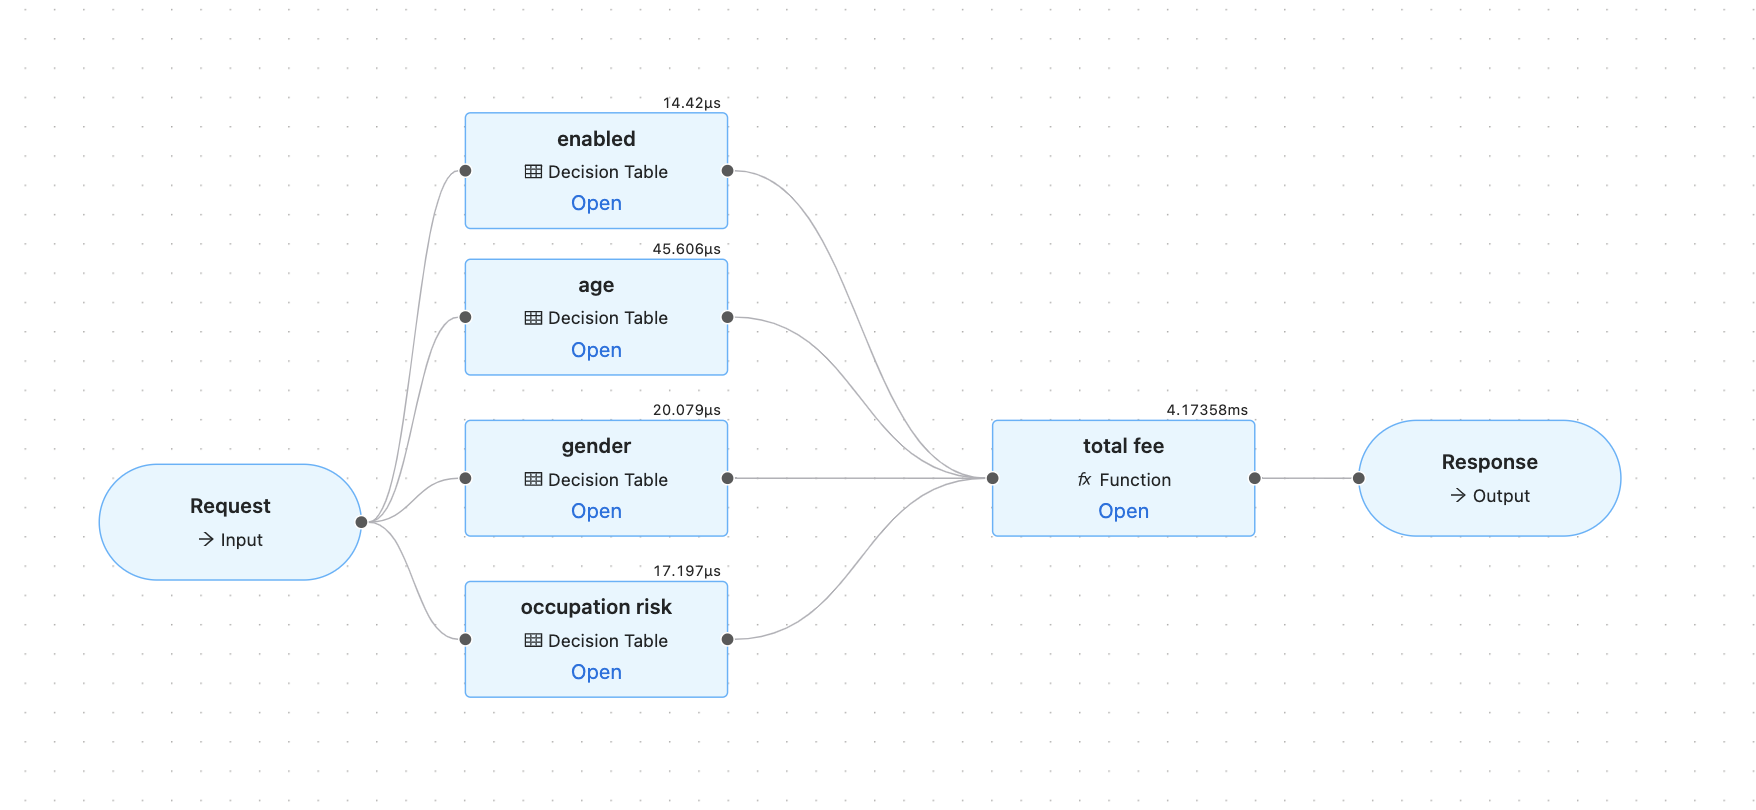 14.42µs
enabled
Decision Table
Open
45.606µs
age
Decision Table
Open
20.079µs
gender
Decision Table
Open
17.197µs
occupation risk
Decision Table
Open
Request
Input
4.17358ms
total fee
fx Function
Open
Response
Output